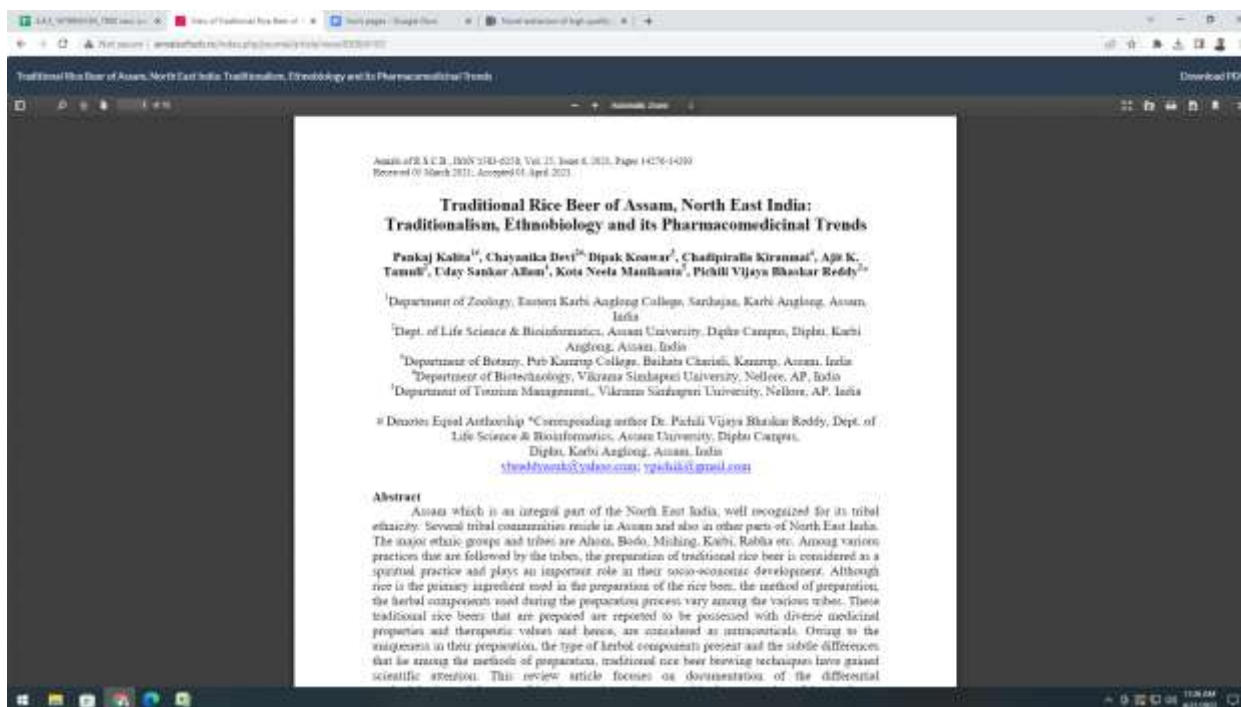 Traditional Rice Beer of Assam, North East India: Traditionalism, Ethnobiology and its Pharmacomedicinal Trends
Download PDF
Automatic Zoom
Annals of R.S.C.B., ISSN:1583-6258, Vol. 25, Issue 6, 2021, Pages
Received 05 March 2021; Accepted 01 April 2021.
Traditional Rice Beer of Assam, North East India:
Traditionalism, Ethnobiology and its Pharmacomedicinal Trends
Pankaj Kalita1#, Chayanika Devi2#, Dipak Konwar3, Chadipiralla Kiranmai4, Ajit K.
Tamuli2, Uday Sankar Allam4, Kota Neela Manikanta5, Pichili Vijaya Bhaskar Reddy2*
1Department of Zoology, Eastern Karbi Anglong College, Sarihajan, Karbi Anglong, Assam,
India
2Dept. of Life Science & Bioinformatics, Assam University, Diphu Campus, Diphu, Karbi
Anglong, Assam, India
3Department of Botany, Pub Kamrup College, Baihata Chariali, Kamrup, Assam, India
4Department of Biotechnology, Vikrama Simhapuri University, Nellore, AP, India
5Department of Tourism Management,, Vikrama Simhapuri University, Nellore, AP, India
# Denotes Equal Authorship *Corresponding author Dr. Pichili Vijaya Bhaskar Reddy, Dept. of
Life Science & Bioinformatics, Assam University, Diphu Campus,
Diphu, Karbi Anglong, Assam, India
Abstract
Assam which is an integral part of the North East India, well recognized for its tribal
ethnicity. Several tribal communities reside in Assam and also in other parts of North East India.
The major ethnic groups and tribes are Ahom, Bodo, Mishing, Karbi, Rabha etc. Among various
practices that are followed by the tribes, the preparation of traditional rice beer is considered as a
spiritual practice and plays an important role in their socio-economic development. Although
rice is the primary ingredient used in the preparation of the rice beer, the method of preparation,
the herbal components used during the preparation process vary among the various tribes. These
traditional rice beers that are prepared are reported to be possessed with diverse medicinal
properties and therapeutic values and hence, are considered as nutraceuticals. Owing to the
uniqueness in their preparation, the type of herbal components present and the subtle differences
that lie among the methods of preparation, traditional rice beer brewing techniques have gained
scientific attention. This review article focuses on documentation of the differential